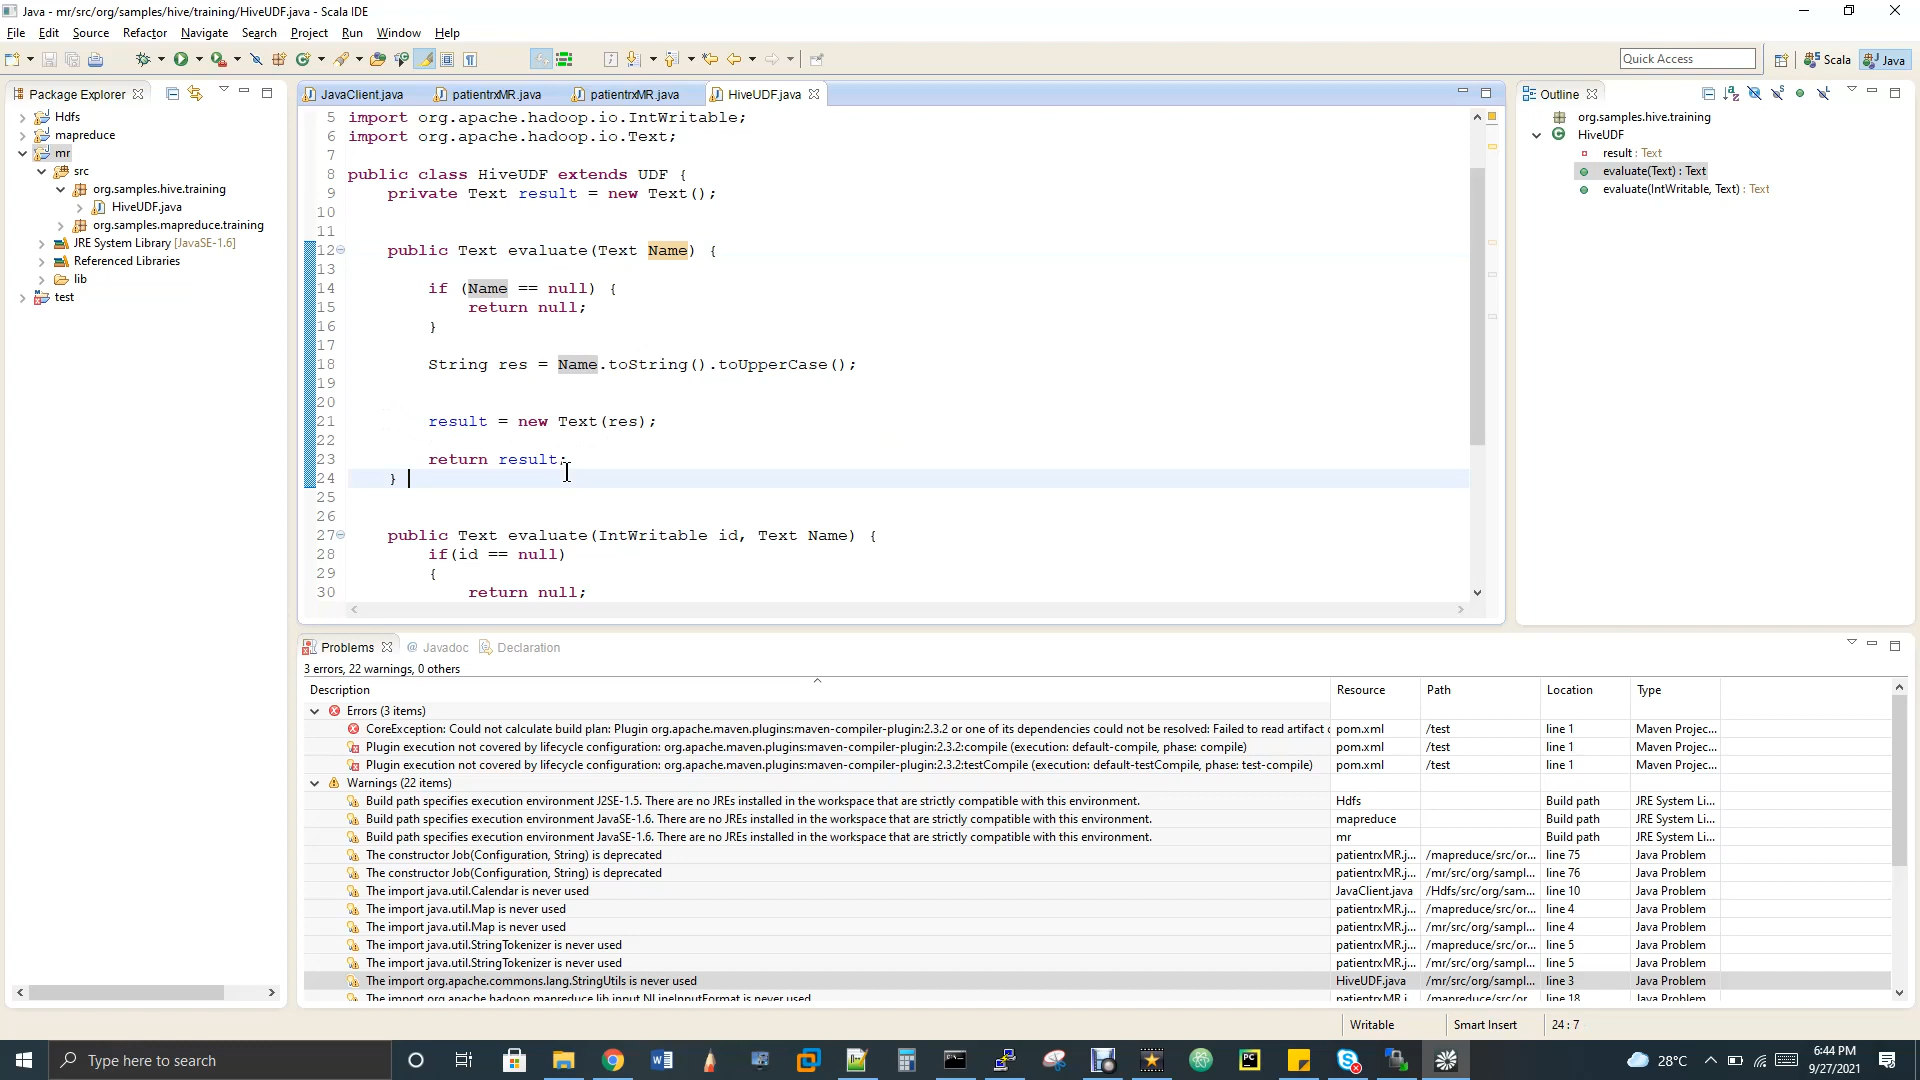 Java - mr/src/org/samples/hive/training/HiveUDF.java - Scala IDE
File Edit Source Refactor Navigate Search Project Run Window Help
Quick Access
Scala
Java
Package Explorer
Hdfs
mapreduce
mr
src
org.samples.hive.training
HiveUDF.java
org.samples.mapreduce.training
JRE System Library [JavaSE-1.6]
Referenced Libraries
lib
test
JavaClient.java patientrxMR.java patientrxMR.java HiveUDF.java
5 import org.apache.hadoop.io.IntWritable;
6 import org.apache.hadoop.io.Text;
7
8 public class HiveUDF extends UDF {
9 private Text result = new Text();
10
11
12 public Text evaluate(Text Name) {
13
14 if (Name == null) {
15 return null;
16 }
17
18 String res = Name.toString().toUpperCase();
19
20
21 result = new Text(res);
22
23 return result;
24 }
25
26
27 public Text evaluate(IntWritable id, Text Name) {
28 if(id == null)
29 {
30 return null;
Outline
org.samples.hive.training
HiveUDF
result : Text
evaluate(Text) : Text
evaluate(IntWritable, Text) : Text
Problems @ Javadoc Declaration
3 errors, 22 warnings, 0 others
Description Resource Path Location Type
Errors (3 items)
CoreException: Could not calculate build plan: Plugin org.apache.maven.plugins:maven-compiler-plugin:2.3.2 or one of its dependencies could not be resolved: Failed to read artifact c pom.xml /test line 1 Maven Projec...
Plugin execution not covered by lifecycle configuration: org.apache.maven.plugins:maven-compiler-plugin:2.3.2:compile (execution: default-compile, phase: compile) pom.xml /test line 1 Maven Projec...
Plugin execution not covered by lifecycle configuration: org.apache.maven.plugins:maven-compiler-plugin:2.3.2:testCompile (execution: default-testCompile, phase: test-compile) pom.xml /test line 1 Maven Projec...
Warnings (22 items)
Build path specifies execution environment J2SE-1.5. There are no JREs installed in the workspace that are strictly compatible with this environment. Hdfs Build path JRE System Li...
Build path specifies execution environment JavaSE-1.6. There are no JREs installed in the workspace that are strictly compatible with this environment. mapreduce Build path JRE System Li...
Build path specifies execution environment JavaSE-1.6. There are no JREs installed in the workspace that are strictly compatible with this environment. mr Build path JRE System Li...
The constructor Job(Configuration, String) is deprecated patientrxMR.j... /mapreduce/src/or... line 75 Java Problem
The constructor Job(Configuration, String) is deprecated patientrxMR.j... /mr/src/org/sampl... line 76 Java Problem
The import java.util.Calendar is never used JavaClient.java /Hdfs/src/org/sam... line 10 Java Problem
The import java.util.Map is never used patientrxMR.j... /mapreduce/src/or... line 4 Java Problem
The import java.util.Map is never used patientrxMR.j... /mr/src/org/sampl... line 4 Java Problem
The import java.util.StringTokenizer is never used patientrxMR.j... /mapreduce/src/or... line 5 Java Problem
The import java.util.StringTokenizer is never used patientrxMR.j... /mr/src/org/sampl... line 5 Java Problem
The import org.apache.commons.lang.StringUtils is never used HiveUDF.java /mr/src/org/sampl... line 3 Java Problem
The import org.apache.hadoop.mapreduce.lib.input.NLineInputFormat is never used patientrxMR.j... /mapreduce/src/or... line 18 Java Problem
Writable Smart Insert 24 : 7
Type here to search
28°C
6:44 PM
9/27/2021